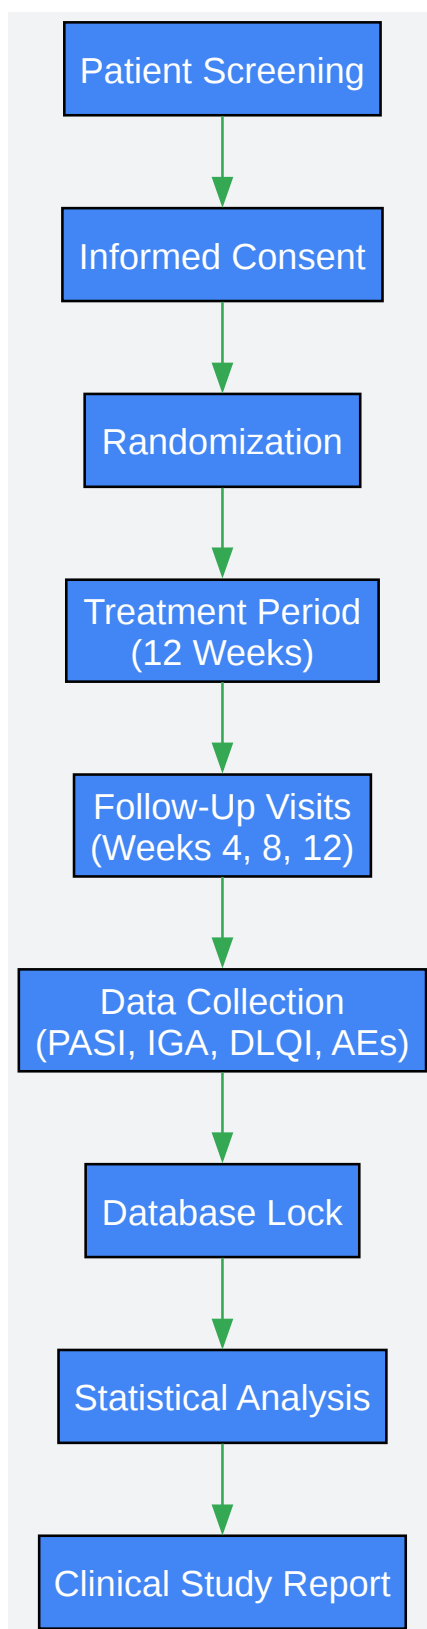 Patient Screening
Informed Consent
Randomization
Treatment Period
(12 Weeks)
Follow-Up Visits
(Weeks 4, 8, 12)
Data Collection
(PASI, IGA, DLQI, AEs)
Database Lock
Statistical Analysis
Clinical Study Report